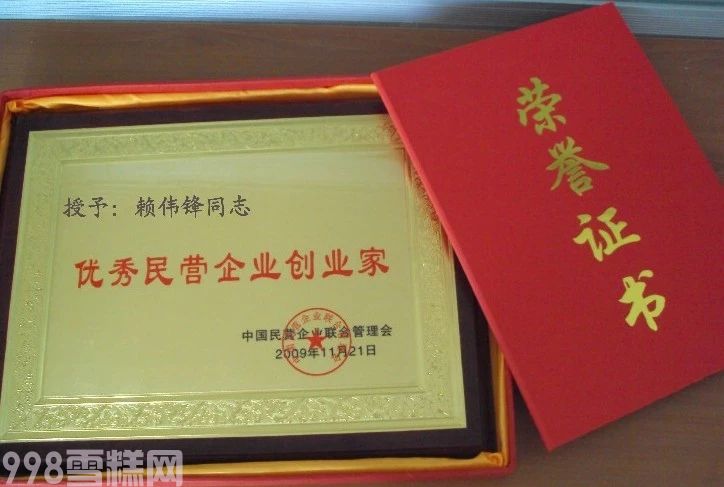 授予：赖伟锋同志
优秀民营企业创业家
中国民营企业联合管理会
2009年11月21日
荣誉证书
998雪糕网